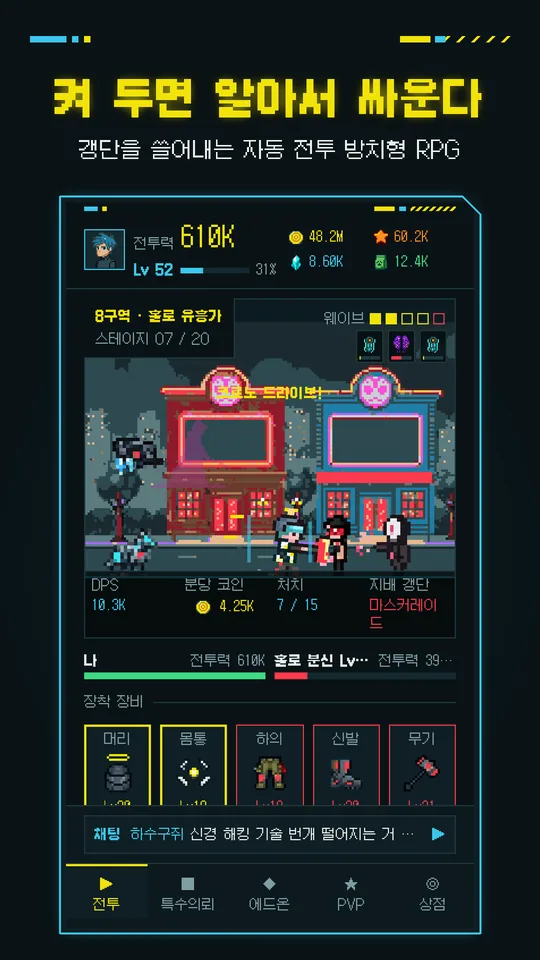 켜 두면 알아서 싸운다
갱단을 쓸어내는 자동 전투 방치형 RPG
전투력 610K
48.2M
60.2K
Lv 52
31%
8.60K
12.4K
8구역 · 홀로 유흥가
스테이지 07 / 20
웨이브
크로노 드라이브!
DPS
분당 코인
처치
지배 갱단
10.3K
4.25K
7 / 15
마스커레이
드
나
전투력 610K
홀로 분신 Lv…
전투력 39…
장착 장비
머리
몸통
하의
신발
무기
채팅 하수구쥐 신경 해킹 기술 번개 떨어지는 거 …
전투
특수의뢰
에드온
PVP
상점